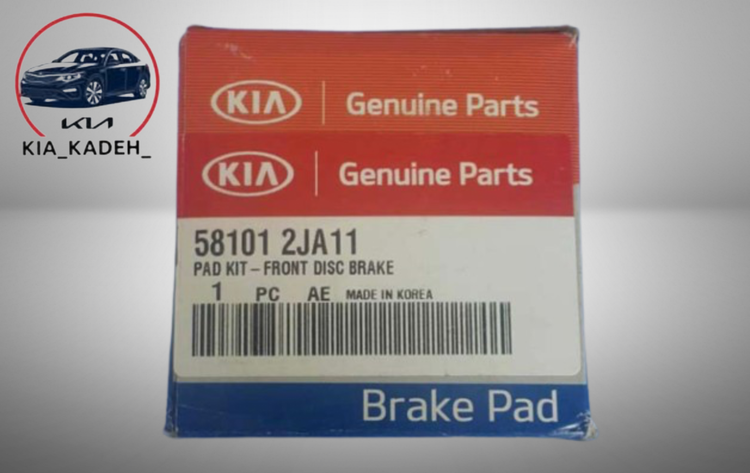 KIA
Genuine Parts
KIA
KIA_KADEH_
KIA
Genuine Parts
58101 2JA11
PAD KIT – FRONT DISC BRAKE
1 PC AE MADE IN KOREA
Brake Pad